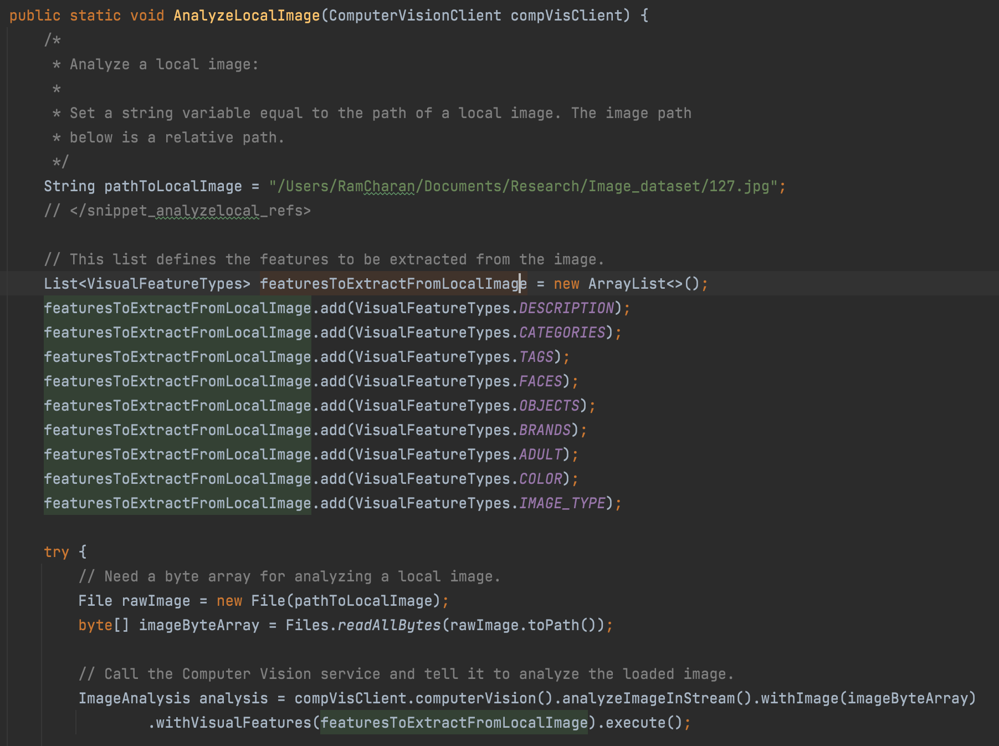 public static void AnalyzeLocalImage(ComputerVisionClient compVisClient) {
/*
* Analyze a local image:
*
* Set a string variable equal to the path of a local image. The image path
* below is a relative path.
*/
String pathToLocalImage = "/Users/RamCharan/Documents/Research/Image_dataset/127.jpg";
// </snippet_analyzelocal_refs>
// This list defines the features to be extracted from the image.
List<VisualFeatureTypes> featuresToExtractFromLocalImage = new ArrayList<>();
featuresToExtractFromLocalImage.add(VisualFeatureTypes.DESCRIPTION);
featuresToExtractFromLocalImage.add(VisualFeatureTypes.CATEGORIES);
featuresToExtractFromLocalImage.add(VisualFeatureTypes.TAGS);
featuresToExtractFromLocalImage.add(VisualFeatureTypes.FACES);
featuresToExtractFromLocalImage.add(VisualFeatureTypes.OBJECTS);
featuresToExtractFromLocalImage.add(VisualFeatureTypes.BRANDS);
featuresToExtractFromLocalImage.add(VisualFeatureTypes.ADULT);
featuresToExtractFromLocalImage.add(VisualFeatureTypes.COLOR);
featuresToExtractFromLocalImage.add(VisualFeatureTypes.IMAGE_TYPE);
try {
// Need a byte array for analyzing a local image.
File rawImage = new File(pathToLocalImage);
byte[] imageByteArray = Files.readAllBytes(rawImage.toPath());
// Call the Computer Vision service and tell it to analyze the loaded image.
ImageAnalysis analysis = compVisClient.computerVision().analyzeImageInStream().withImage(imageByteArray)
.withVisualFeatures(featuresToExtractFromLocalImage).execute();